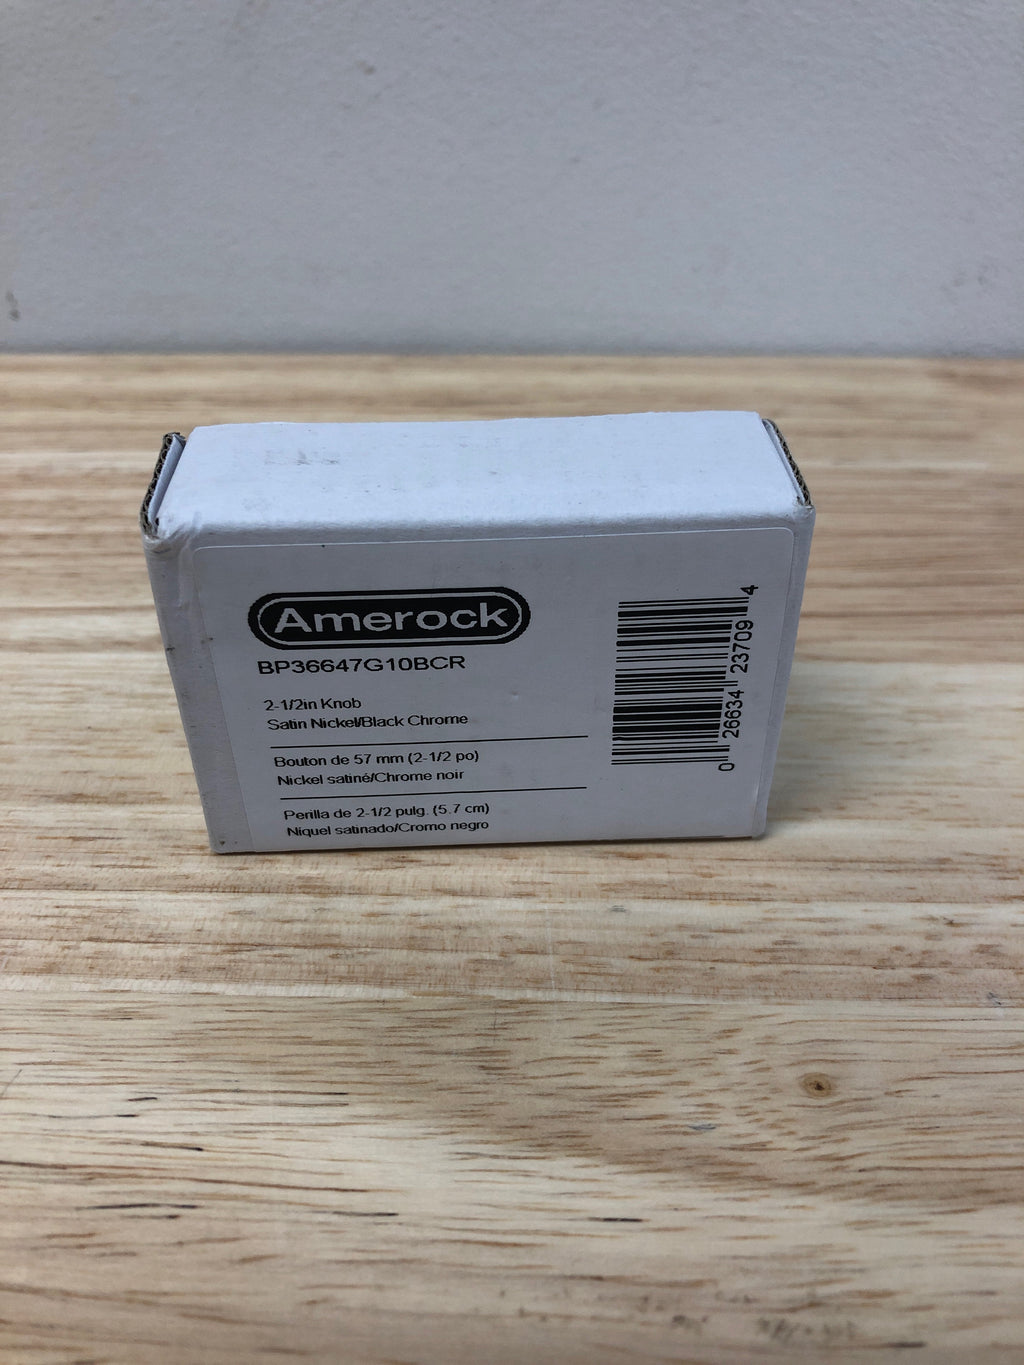 Amerock
BP36647G10BCR
2-1/2in Knob
Satin Nickel/Black Chrome
Bouton de 57 mm (2-1/2 po)
Nickel satiné/Chrome noir
Perilla de 2-1/2 pulg. (5.7 cm)
Níquel satinado/Cromo negro
0 26634 23709 4